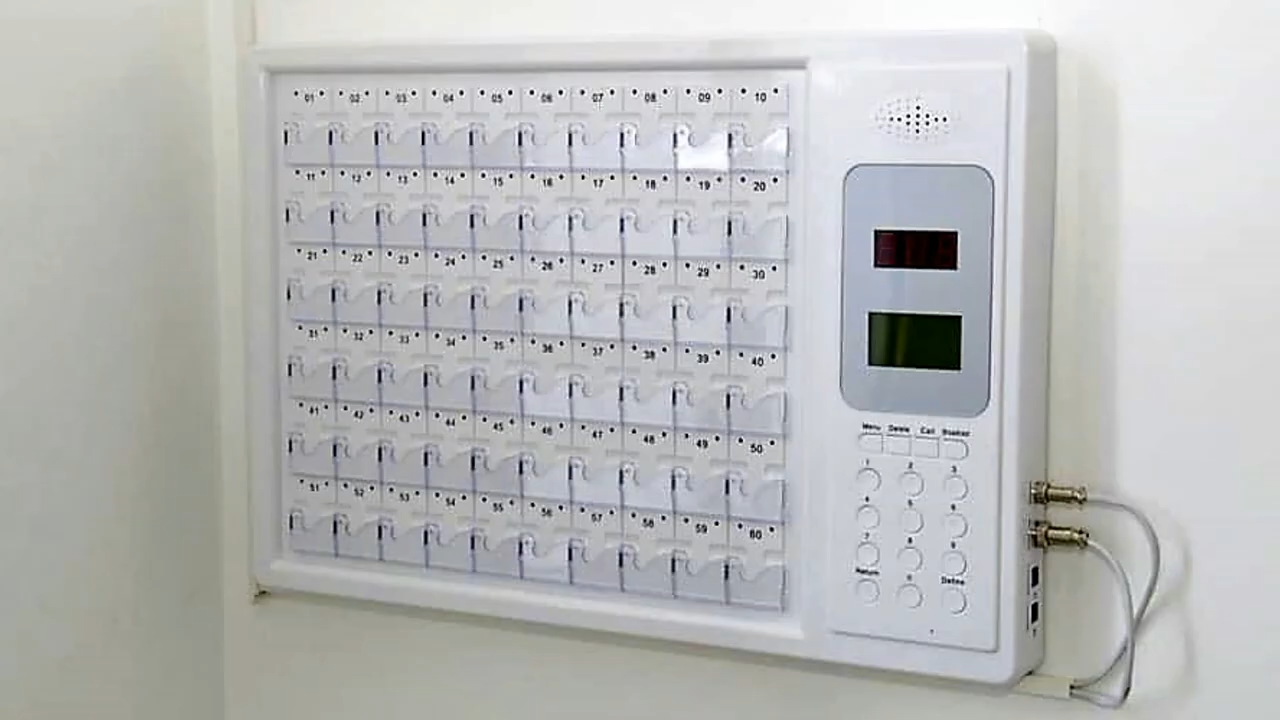 01 02 03 04 05 06 07 08 09 10
11 12 13 14 15 16 17 18 19 20
21 22 23 24 25 26 27 28 29 30
31 32 33 34 35 36 37 38 39 40
41 42 43 44 45 46 47 48 49 50
51 52 53 54 55 56 57 58 59 60
Menu Delete Call
1 2 3
4 5 6
7 8 9
Return 0 Define